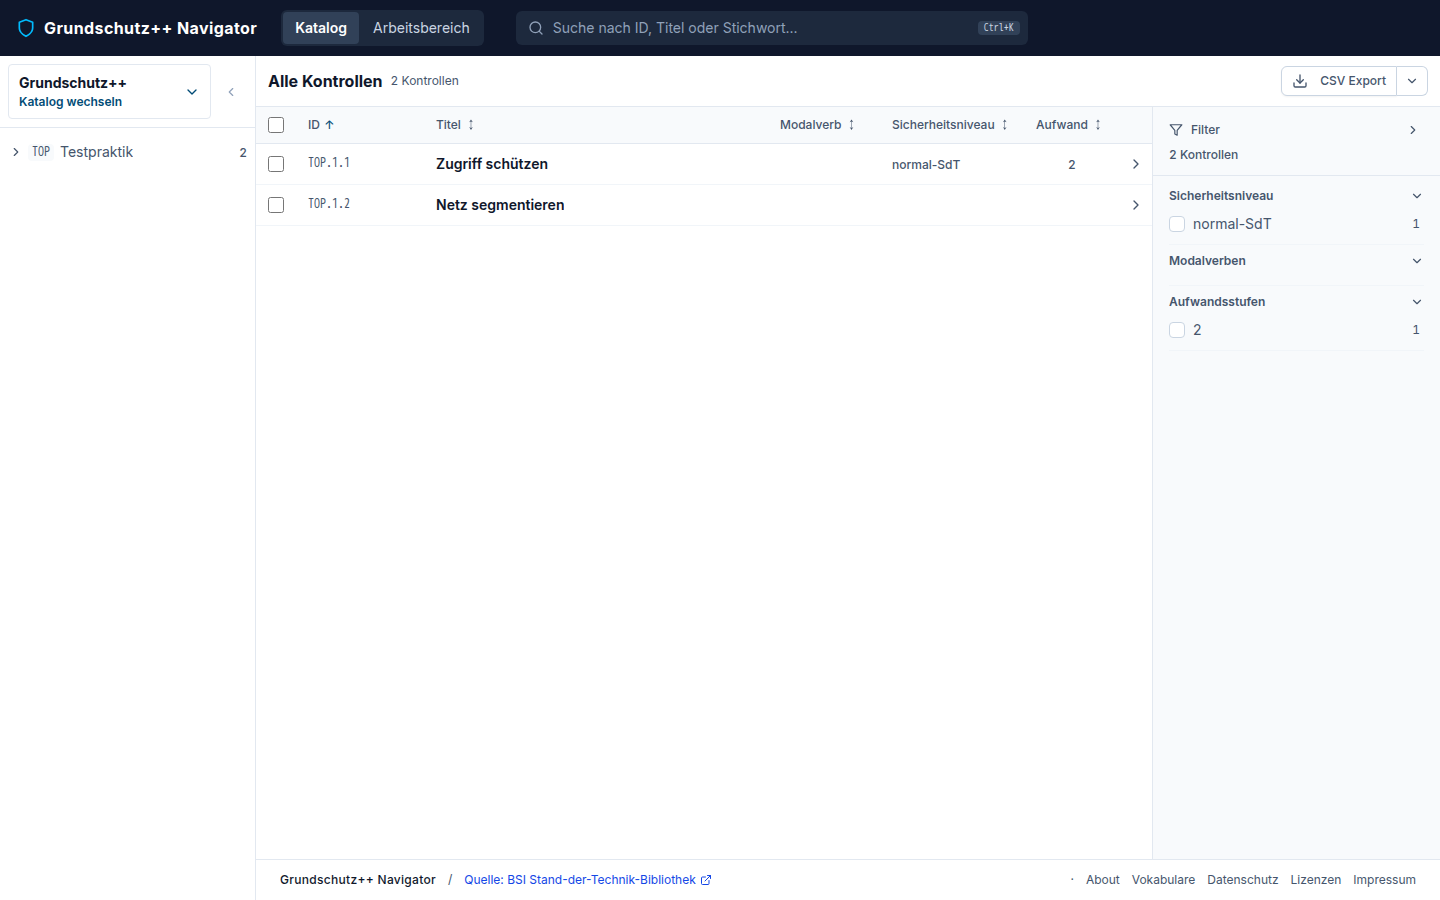 Grundschutz++ Navigator
Katalog
Arbeitsbereich
Suche nach ID, Titel oder Stichwort...
Ctrl+K
Grundschutz++
Katalog wechseln
TOP Testpraktik 2
Alle Kontrollen 2 Kontrollen
CSV Export
ID Titel Modalverb Sicherheitsniveau Aufwand
TOP.1.1 Zugriff schützen normal-SdT 2
TOP.1.2 Netz segmentieren
Filter
2 Kontrollen
Sicherheitsniveau
normal-SdT 1
Modalverben
Aufwandsstufen
2 1
Grundschutz++ Navigator / Quelle: BSI Stand-der-Technik-Bibliothek
· About Vokabulare Datenschutz Lizenzen Impressum